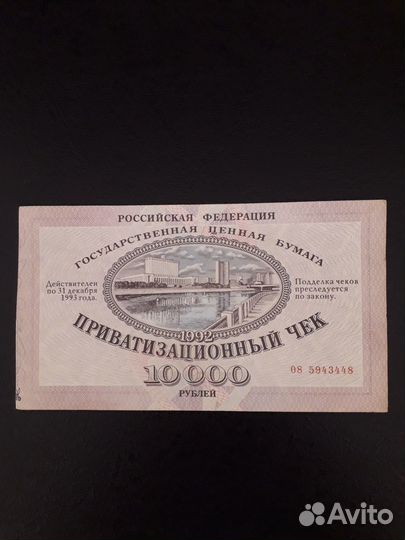 РОССИЙСКАЯ ФЕДЕРАЦИЯ
ГОСУДАРСТВЕННАЯ ЦЕННАЯ БУМАГА
Действителен
по 31 декабря
1993 года.
Подделка чеков
преследуется
по закону.
1992
ПРИВАТИЗАЦИОННЫЙ ЧЕК
10000
РУБЛЕЙ
08 5943448
Avito